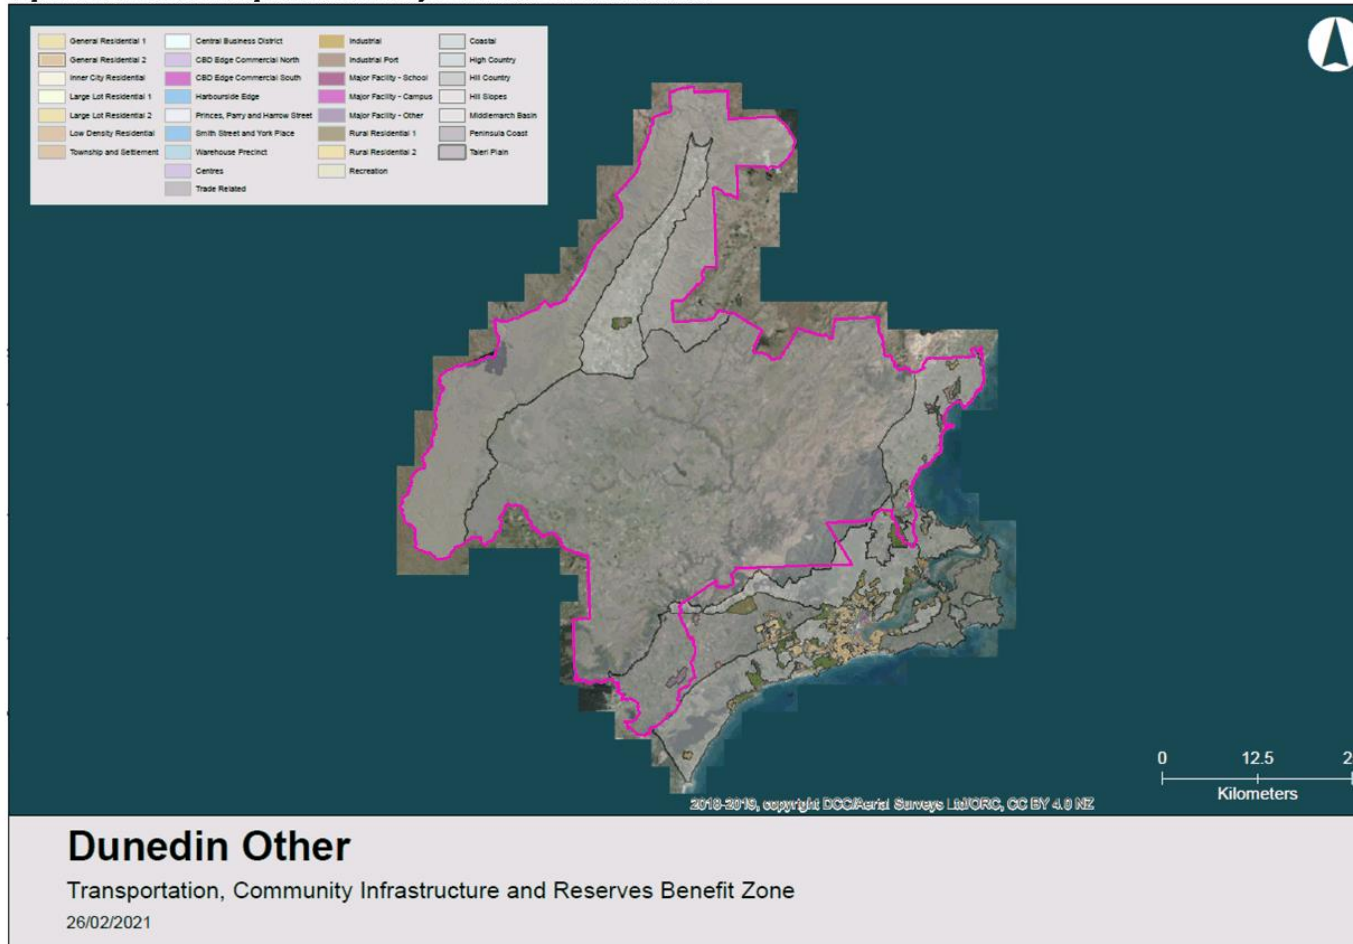 General Residential 1
General Residential 2
Inner City Residential
Large Lot Residential 1
Large Lot Residential 2
Low Density Residential
Township and Settlement
Central Business District
CBD Edge Commercial North
CBD Edge Commercial South
Harbourside Edge
Princes, Parry and Harrow Street
Smith Street and York Place
Warehouse Precinct
Centres
Trade Related
Industrial
Industrial Port
Major Facility - School
Major Facility - Campus
Major Facility - Other
Rural Residential 1
Rural Residential 2
Recreation
Coastal
High Country
Hill Country
Hill Slopes
Middlemarch Basin
Peninsula Coast
Taieri Plain
0 12.5 2
Kilometers
2018-2019, copyright DCC/Aerial Surveys Ltd/ORC, CC BY 4.0 NZ
Dunedin Other
Transportation, Community Infrastructure and Reserves Benefit Zone
26/02/2021